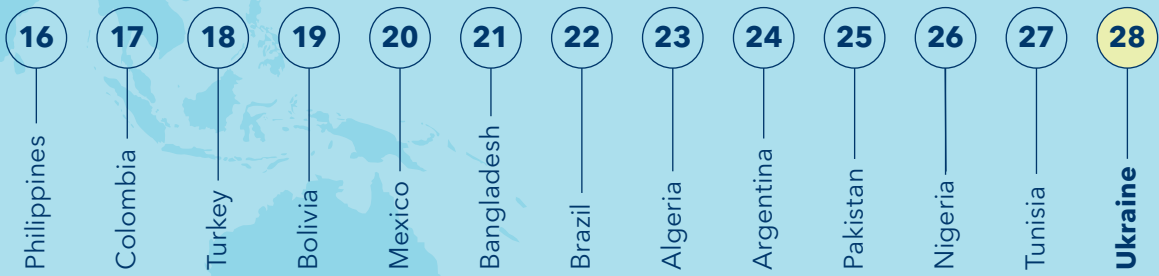 16 17 18 19 20 21 22 23 24 25 26 27 28
Philippines
Colombia
Turkey
Bolivia
Mexico
Bangladesh
Brazil
Algeria
Argentina
Pakistan
Nigeria
Tunisia
Ukraine